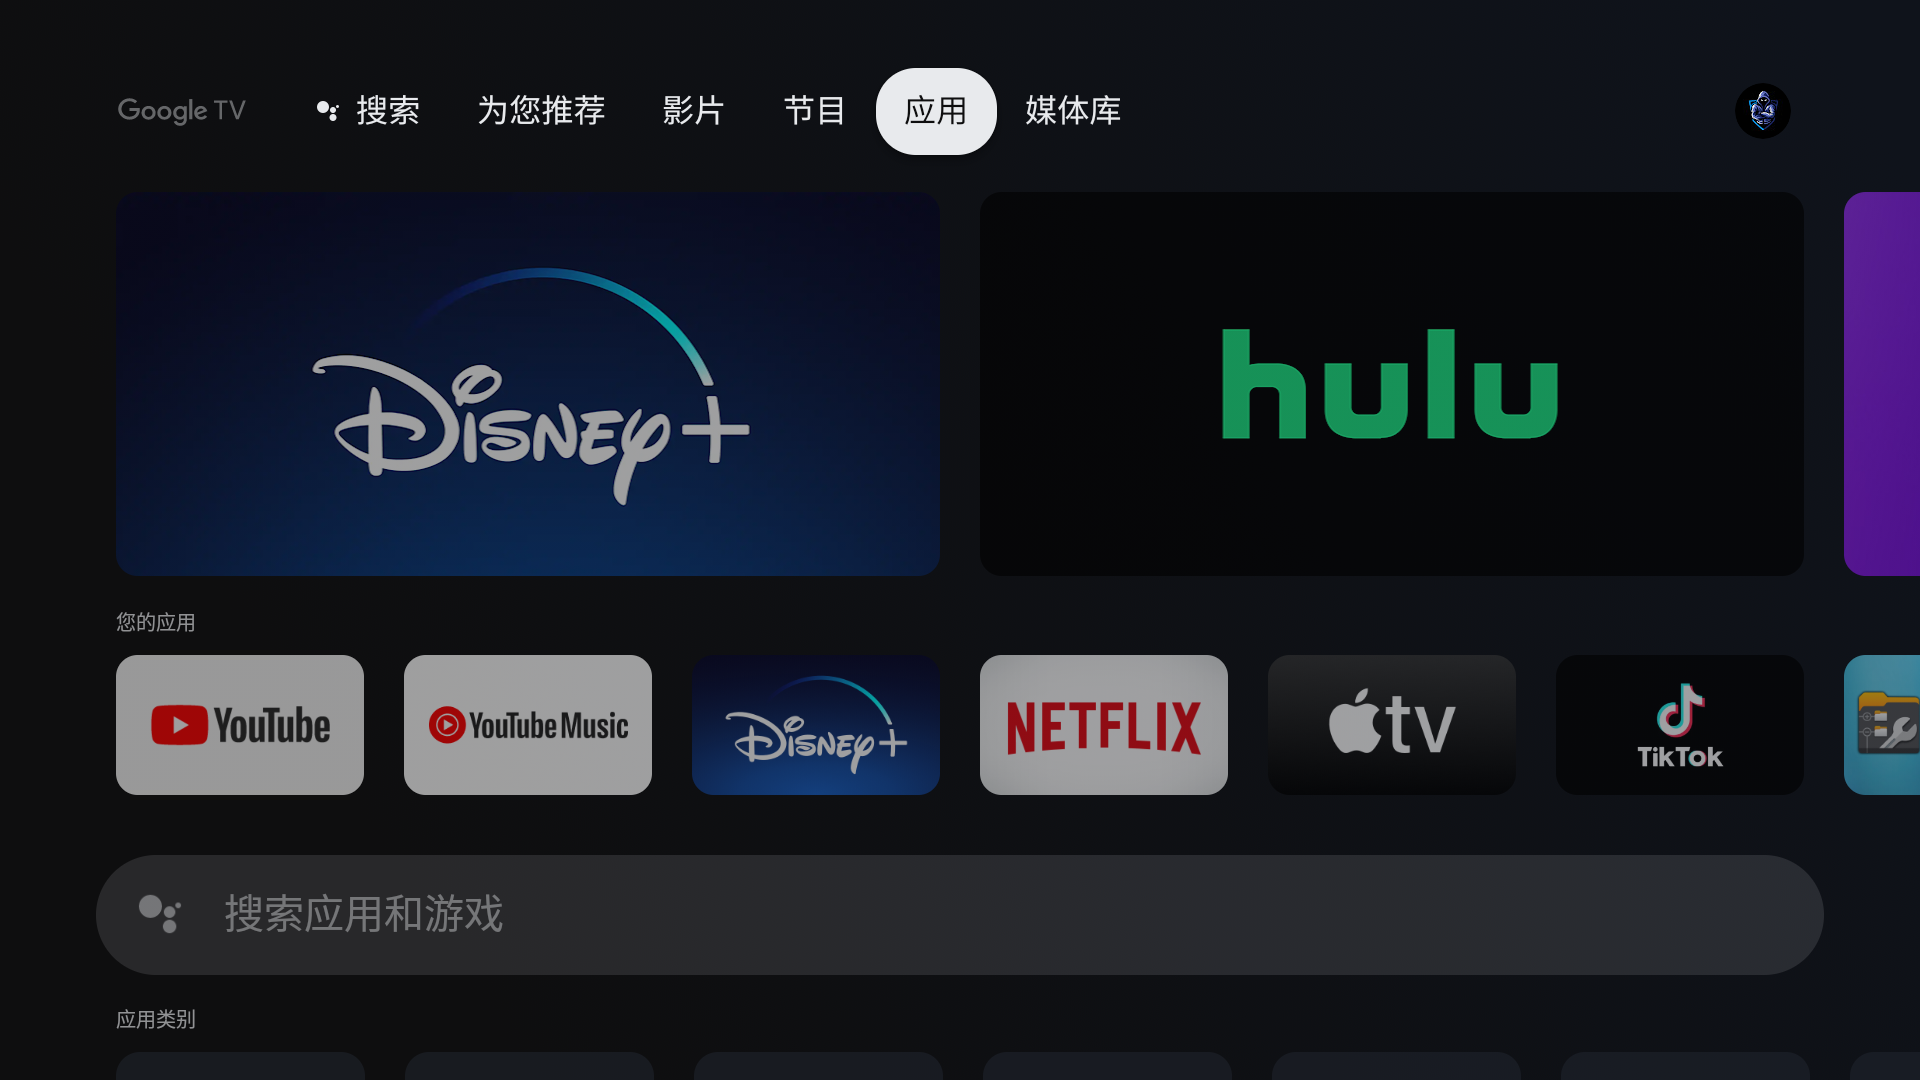 Google TV
搜索
为您推荐
影片
节目
应用
媒体库
Disney+
hulu
您的应用
YouTube
YouTube Music
Disney+
NETFLIX
tv
TikTok
搜索应用和游戏
应用类别